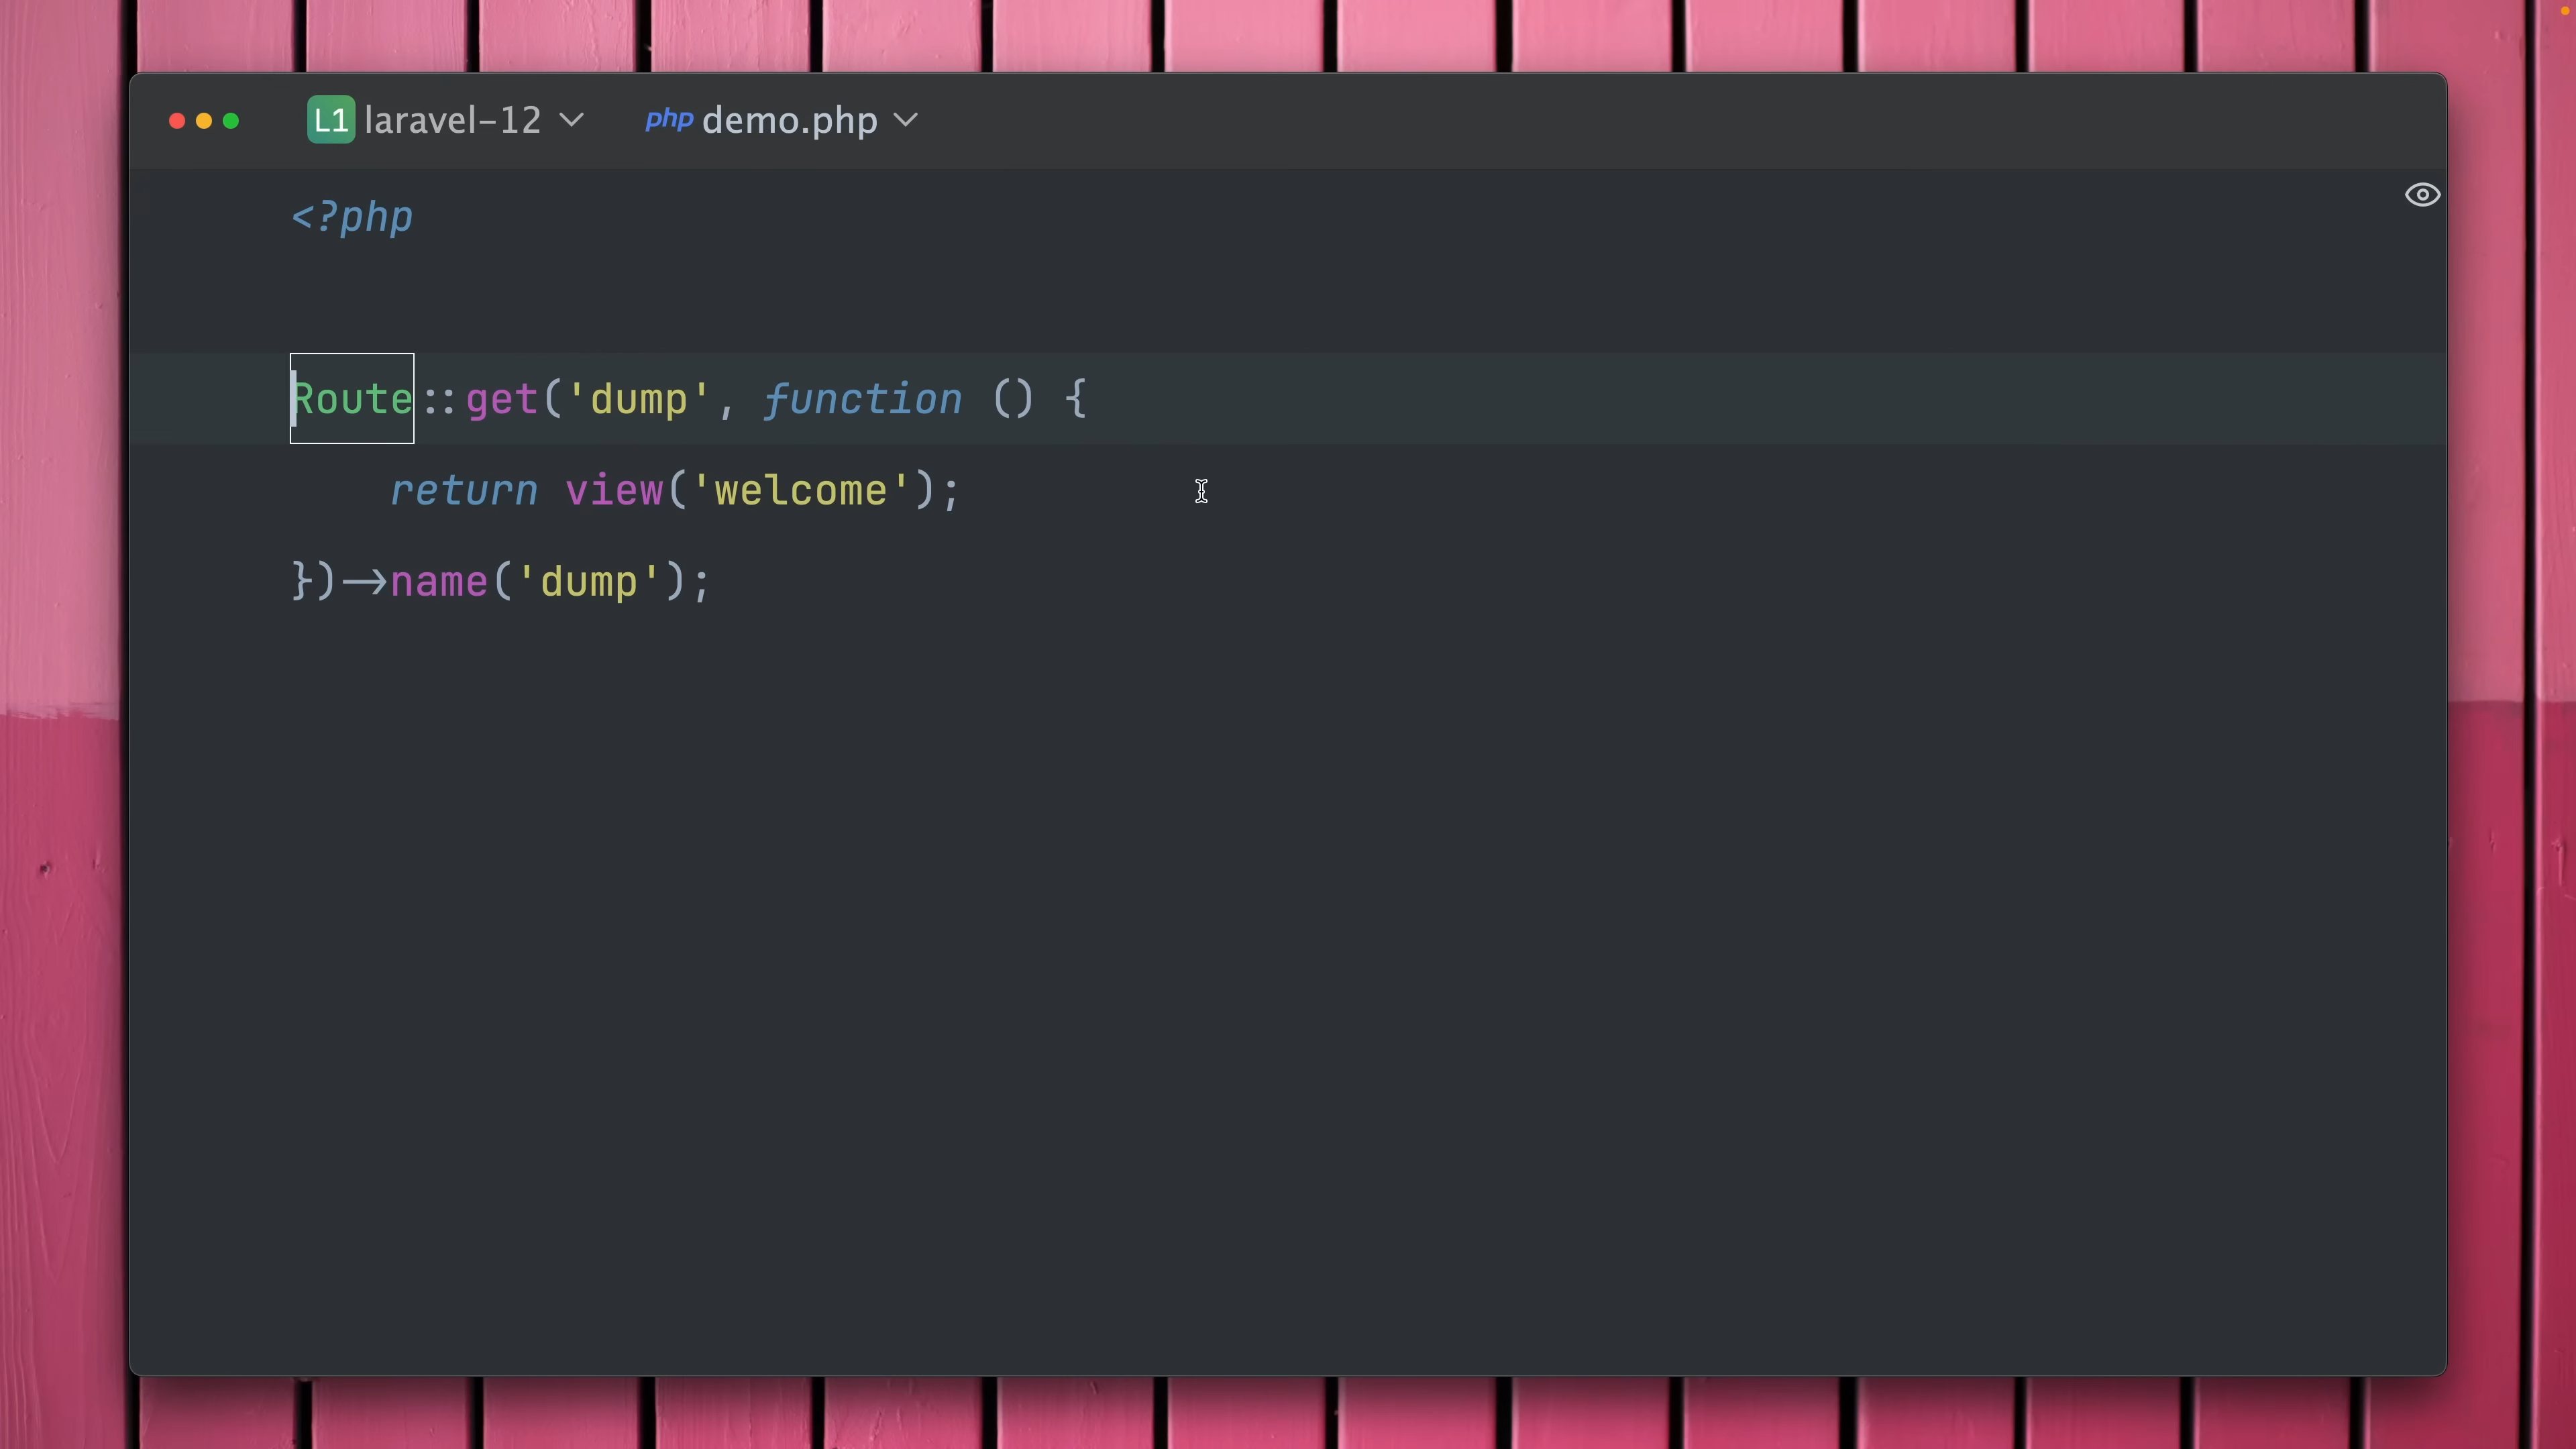 L1 laravel-12 php demo.php
<?php
Route::get('dump', function () {
return view('welcome');
})->name('dump');